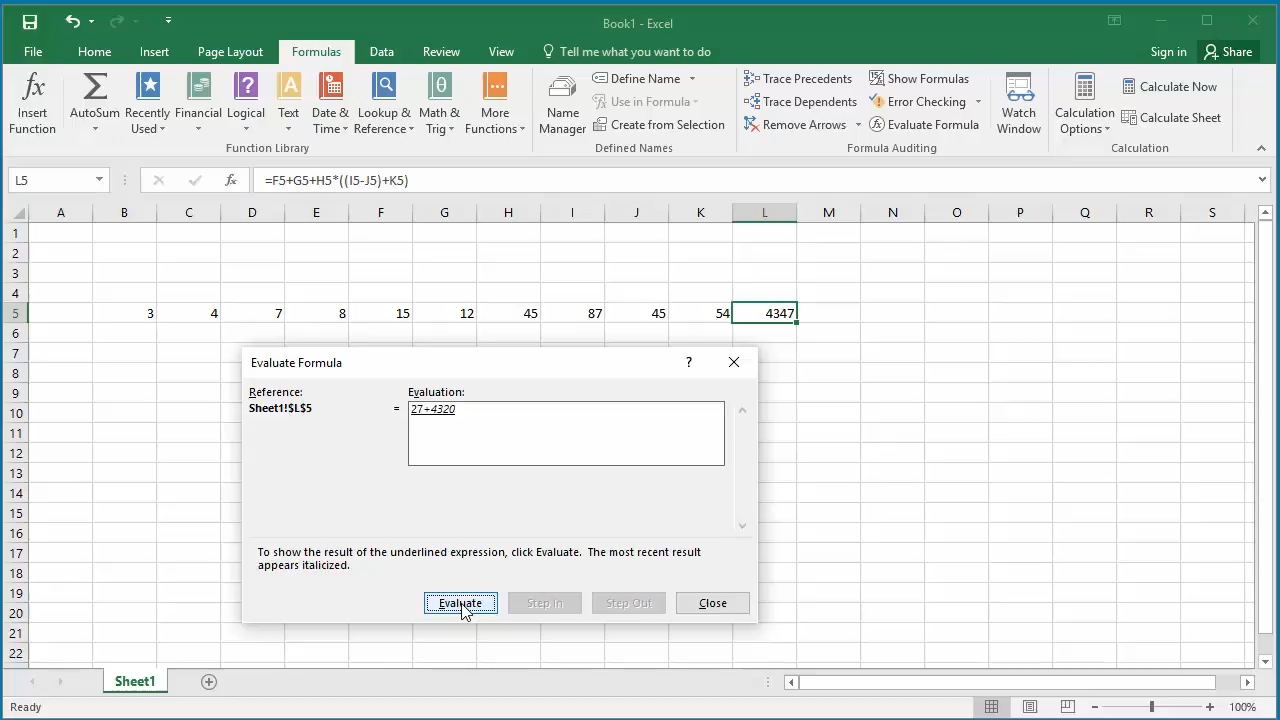 Book1 - Excel
File Home Insert Page Layout Formulas Data Review View Tell me what you want to do Sign in Share
fx Insert Function
Σ AutoSum
Recently Used
Financial
? Logical
A Text
Date & Time
Lookup & Reference
θ Math & Trig
More Functions
Function Library
Name Manager
Define Name
Use in Formula
Create from Selection
Defined Names
Trace Precedents
Trace Dependents
Remove Arrows
Show Formulas
Error Checking
Evaluate Formula
Formula Auditing
Watch Window
Calculation Options
Calculate Now
Calculate Sheet
Calculation
L5 fx =F5+G5+H5*((I5-J5)+K5)
A B C D E F G H I J K L M N O P Q R S
1
2
3
4
5 3 4 7 8 15 12 45 87 45 54 4347
6
7
8
9
10
11
12
13
14
15
16
17
18
19
20
21
22
Evaluate Formula ?
Reference: Evaluation:
Sheet1!$L$5 = 27+4320
To show the result of the underlined expression, click Evaluate. The most recent result
appears italicized.
Evaluate Step In Step Out Close
Sheet1
Ready 100%